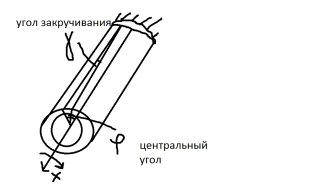 угол закручивания
γ
φ
центральный
угол
x